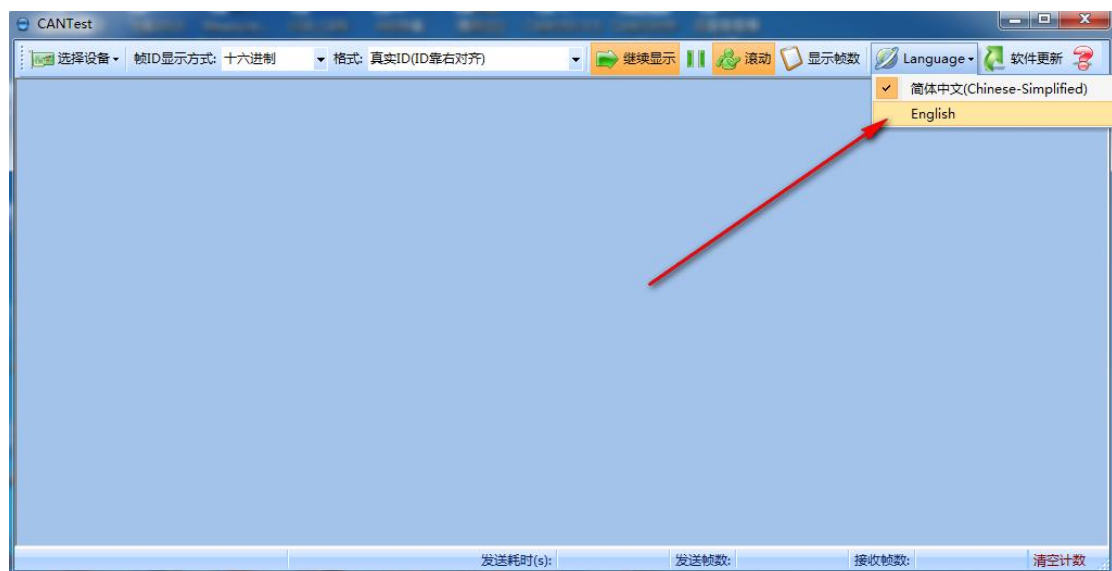 CANTest
选择设备 帧ID显示方式: 十六进制 格式: 真实ID(ID靠右对齐) 继续显示 滚动 显示帧数 Language 软件更新
简体中文(Chinese-Simplified)
English
发送耗时(s): 发送帧数: 接收帧数: 清空计数